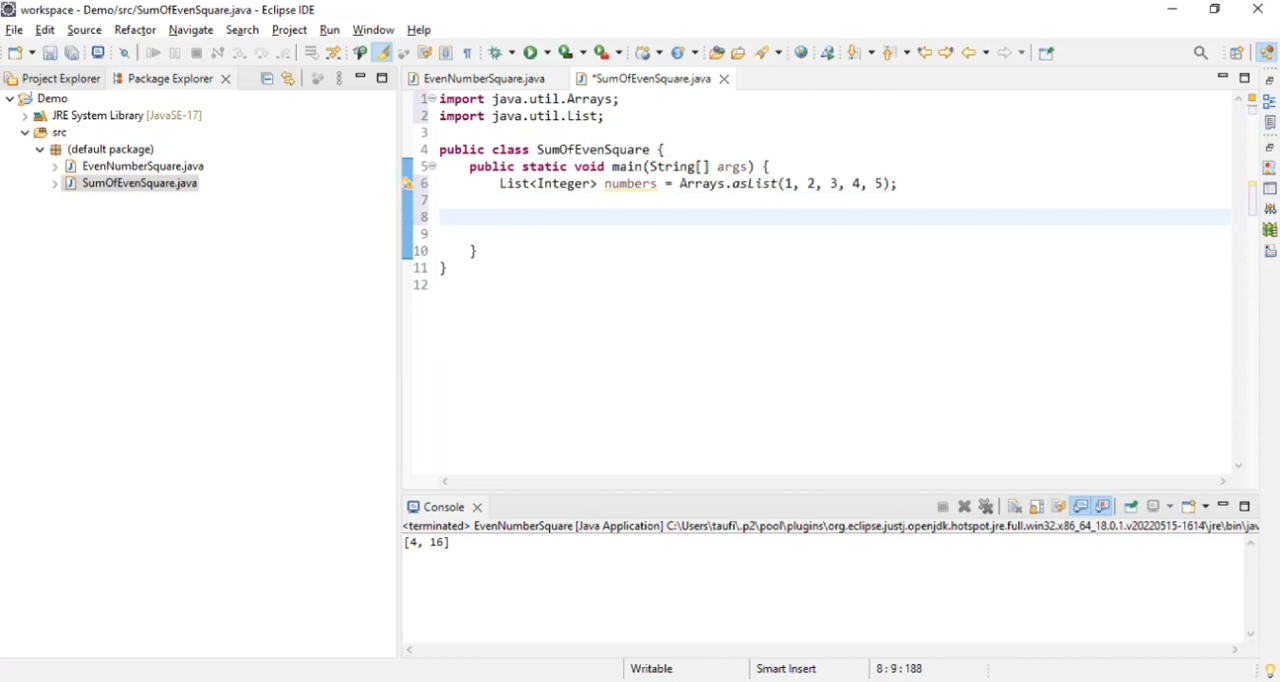 workspace - Demo/src/SumOfEvenSquare.java - Eclipse IDE
File Edit Source Refactor Navigate Search Project Run Window Help
Project Explorer Package Explorer
EvenNumberSquare.java *SumOfEvenSquare.java
Demo
JRE System Library [JavaSE-17]
src
(default package)
EvenNumberSquare.java
SumOfEvenSquare.java
1 import java.util.Arrays;
2 import java.util.List;
3
4 public class SumOfEvenSquare {
5 public static void main(String[] args) {
6 List<Integer> numbers = Arrays.asList(1, 2, 3, 4, 5);
7
8
9
10 }
11 }
12
Console
<terminated> EvenNumberSquare [Java Application] C:\Users\taufi\.p2\pool\plugins\org.eclipse.justj.openjdk.hotspot.jre.full.win32.x86_64_18.0.1.v20220515-1614\jre\bin\jav
[4, 16]
Writable Smart Insert 8 : 9 : 188